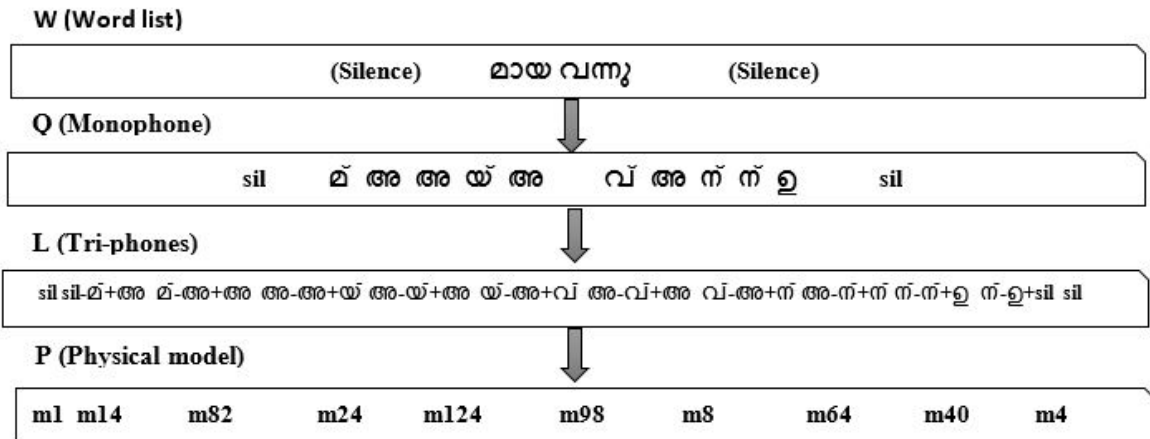 W (Word list)
(Silence) മായ വന്നു (Silence)
Q (Monophone)
sil മ് അ അ യ് അ വ് അ ന് ന് ഉ sil
L (Tri-phones)
sil sil-മ്+അ മ്-അ+അ അ-അ+യ് അ-യ്+അ യ്-അ+വ് അ-വ്+അ വ്-അ+ന് അ-ന്+ന് ന്-ന്+ഉ ന്-ഉ+sil sil
P (Physical model)
m1 m14 m82 m24 m124 m98 m8 m64 m40 m4